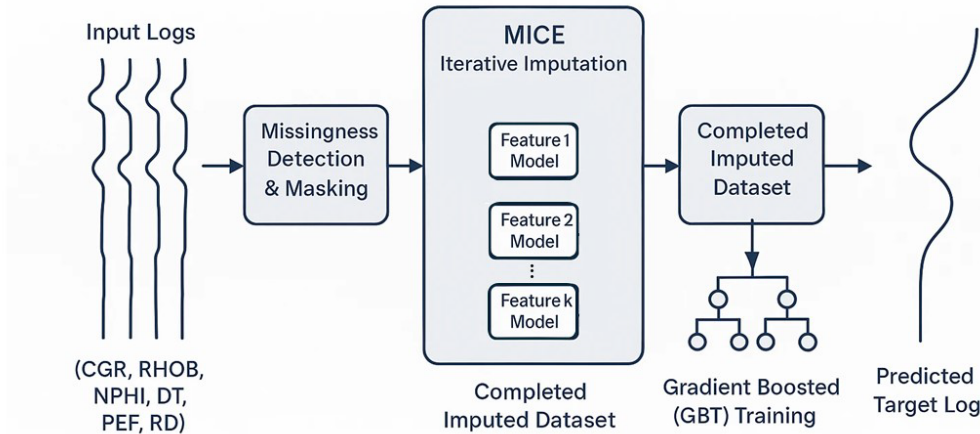 Input Logs
(CGR, RHOB,
NPHI, DT,
PEF, RD)
Missingness
Detection
& Masking
MICE
Iterative Imputation
Feature 1
Model
Feature 2
Model
Feature k
Model
Completed
Imputed Dataset
Completed
Imputed
Dataset
Gradient Boosted
(GBT) Training
Predicted
Target Log